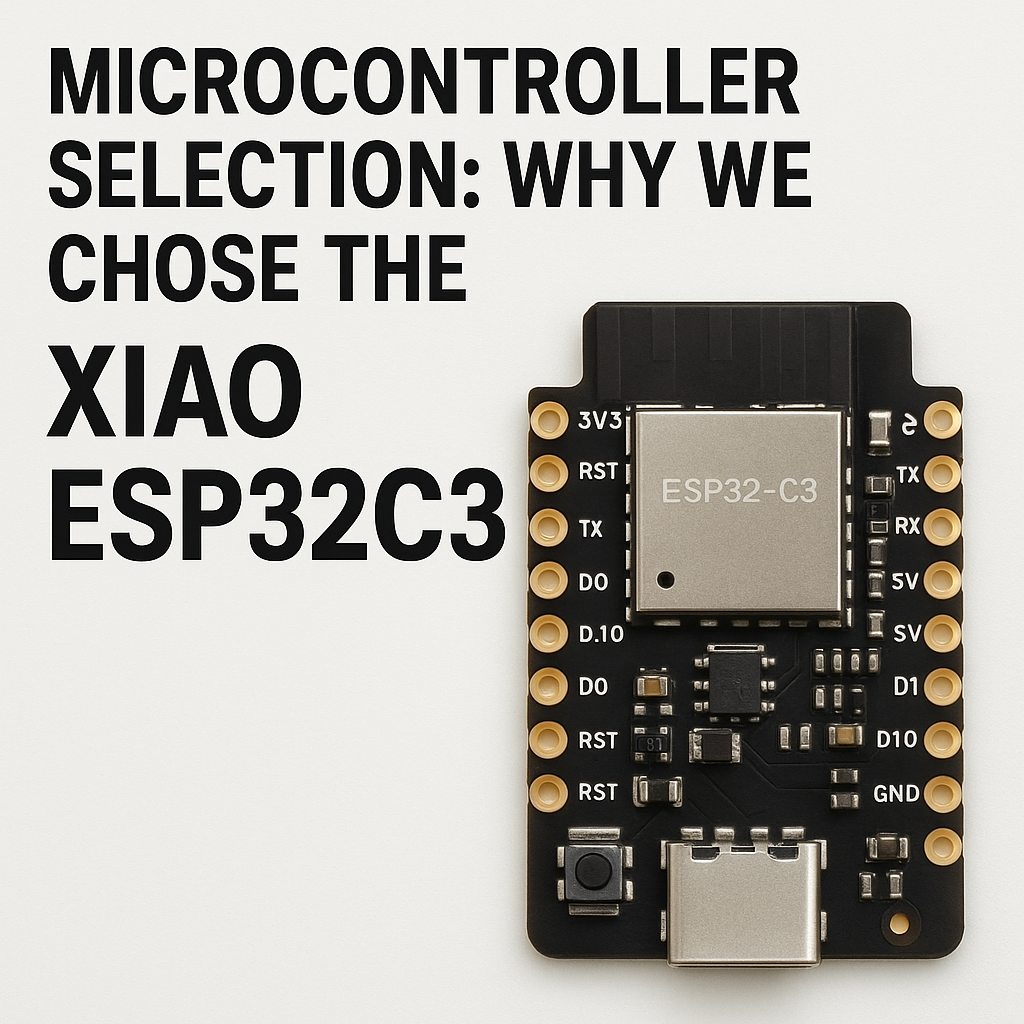 MICROCONTROLLER
SELECTION: WHY WE
CHOSE THE
XIAO
ESP32C3
ESP32-C3
3V3
RST
TX
D0
D.10
D0
RST
RST
TX
RX
5V
SV
D1
D10
GND